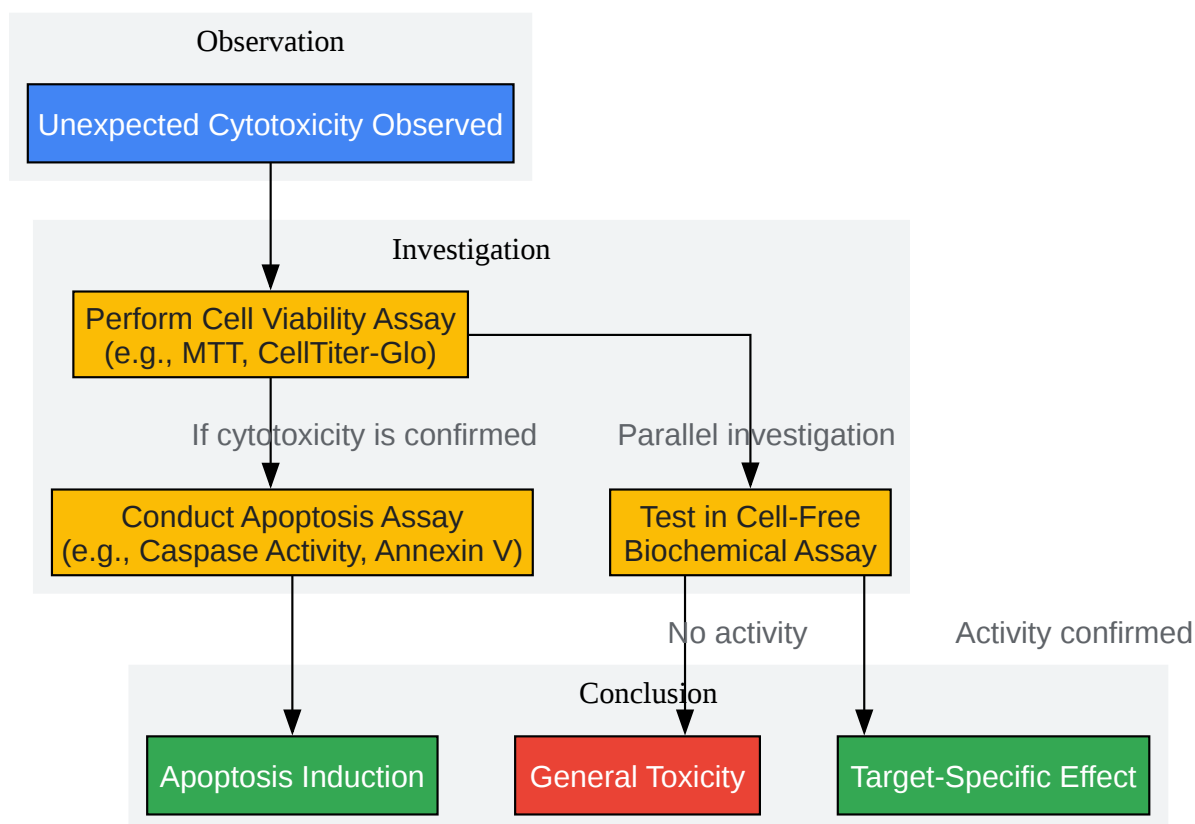 Observation
Unexpected Cytotoxicity Observed
Investigation
Perform Cell Viability Assay
(e.g., MTT, CellTiter-Glo)
If cytotoxicity is confirmed
Parallel investigation
Conduct Apoptosis Assay
(e.g., Caspase Activity, Annexin V)
Test in Cell-Free
Biochemical Assay
No activity
Activity confirmed
Conclusion
Apoptosis Induction
General Toxicity
Target-Specific Effect